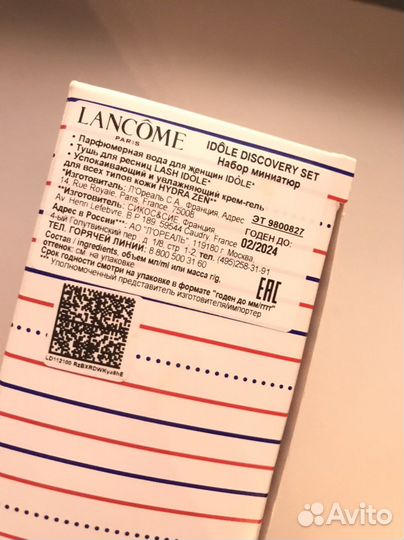 LANCÔME
PARIS
IDÔLE DISCOVERY SET
Набор миниатюр
• Парфюмерная вода для женщин IDÔLE*
• Тушь для ресниц LASH IDÔLE*
• Успокаивающий и увлажняющий крем-гель
для всех типов кожи HYDRA ZEN**
ЭТ 9800827
ГОДЕН ДО:
02/2024
*Изготовитель: Л'Ореаль С.А., Франция, Адрес
14 Rue Royale, Paris, France, 75008
**Изготовитель: СИКОС&СИЕ, Франция
Av. Henri Lefebvre, B.P 189, 59544 Caudry, France
Адрес в России***: АО "Л'ОРЕАЛЬ", 119180 г. Москва,
4-ый Голутвинский пер., д. 1/8, стр. 1-2, тел. (495)258-31-91
ТЕЛ. ГОРЯЧЕЙ ЛИНИИ: 8 800 500 31 60
Состав / ingredients, объем мл/ml или масса г/g,
оттенок: см. на упаковке
Срок годности смотри на упаковке в формате "годен до мм/гггг"
*** Уполномоченный представитель изготовителя/импортер
EAC
Avito